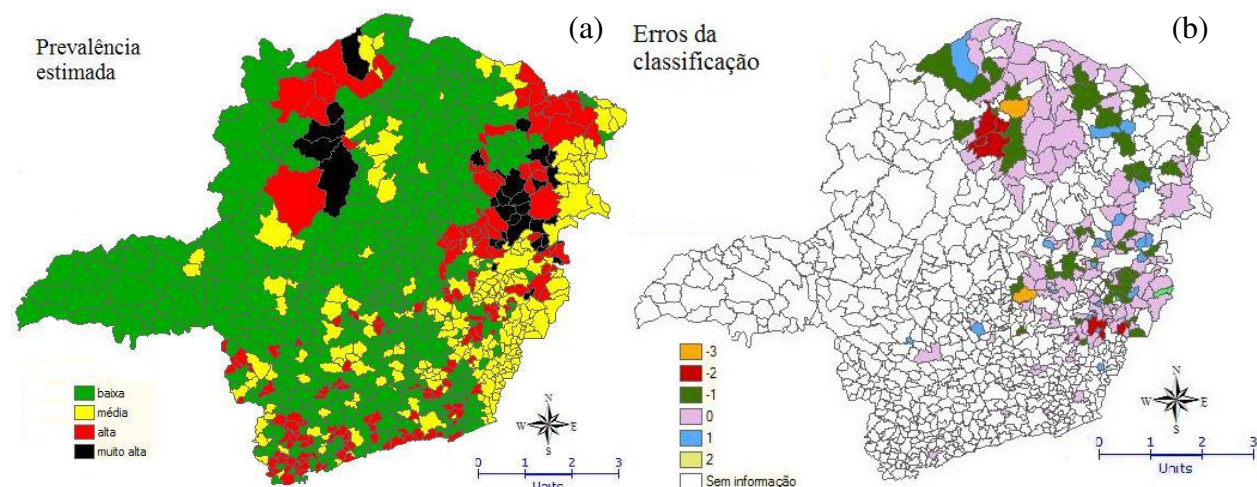 Prevalência
estimada
(a)
baixa
média
alta
muito alta
N
W E
S
0 1 2 3
Units
Erros da
classificação
(b)
-3
-2
-1
0
1
2
Sem informação
N
W E
S
0 1 2 3
Units